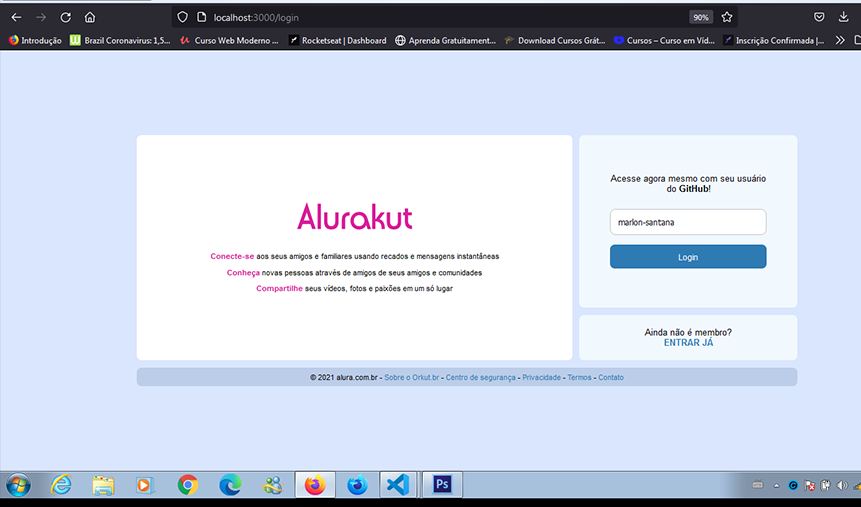 localhost:3000/login
90%
Introdução
Brazil Coronavirus: 1,5...
Curso Web Moderno ...
Rocketseat | Dashboard
Aprenda Gratuitament...
Download Cursos Grát...
Cursos – Curso em Víd...
Inscrição Confirmada |...
Alurakut
Conecte-se aos seus amigos e familiares usando recados e mensagens instantâneas
Conheça novas pessoas através de amigos de seus amigos e comunidades
Compartilhe seus vídeos, fotos e paixões em um só lugar
Acesse agora mesmo com seu usuário
do GitHub!
marlon-santana
Login
Ainda não é membro?
ENTRAR JÁ
© 2021 alura.com.br - Sobre o Orkut.br - Centro de segurança - Privacidade - Termos - Contato
Ps